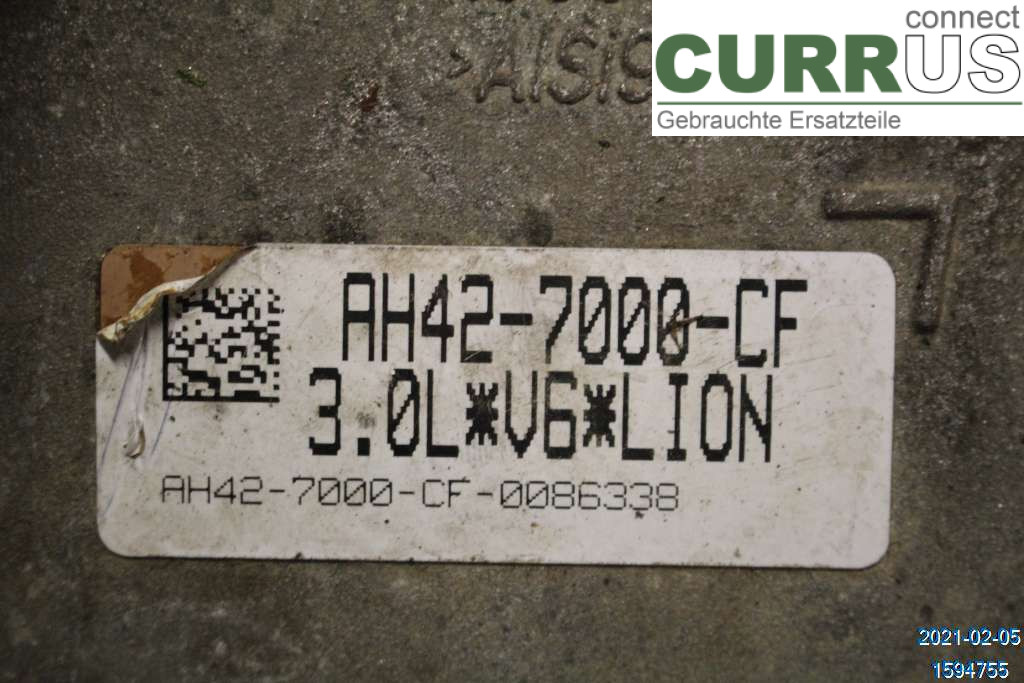 connect
CURRUS
Gebrauchte Ersatzteile
AH42-7000-CF
3.0L*V6*LION
AH42-7000-CF-0086338
2021-02-05
1594755